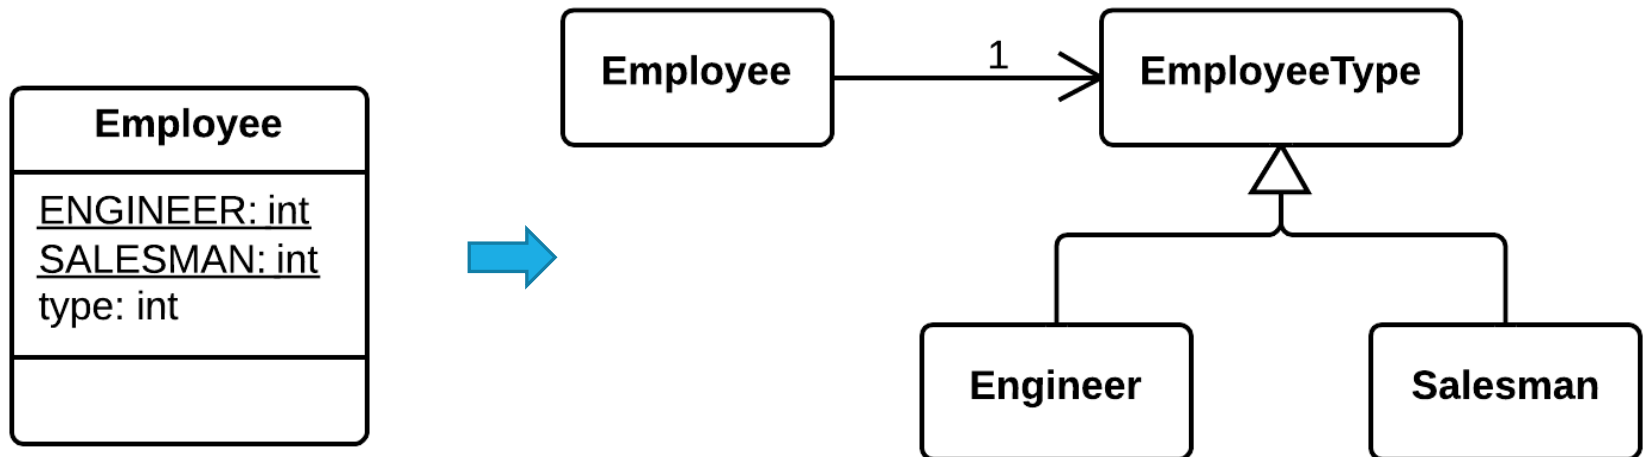 Employee
ENGINEER: int
SALESMAN: int
type: int
Employee
1
EmployeeType
Engineer
Salesman